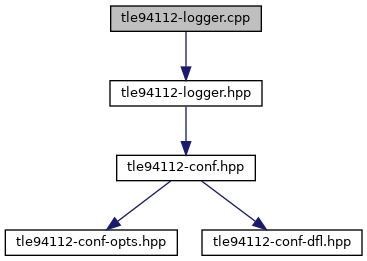 tle94112-logger.cpp
tle94112-logger.hpp
tle94112-conf.hpp
tle94112-conf-opts.hpp
tle94112-conf-dfl.hpp